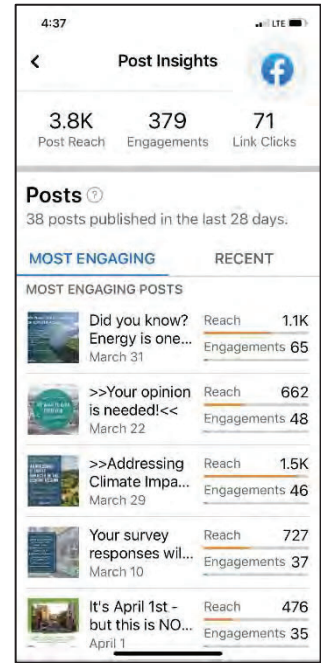 4:37
LTE
Post Insights
3.8K 379 71
Post Reach Engagements Link Clicks
Posts ?
38 posts published in the last 28 days.
MOST ENGAGING RECENT
MOST ENGAGING POSTS
Did you know? Reach 1.1K
Energy is one... Engagements 65
March 31
>>Your opinion Reach 662
is needed!<< Engagements 48
March 22
>>Addressing Reach 1.5K
Climate Impa... Engagements 46
March 29
Your survey Reach 727
responses wil... Engagements 37
March 10
It's April 1st - Reach 476
but this is NO... Engagements 35
April 1